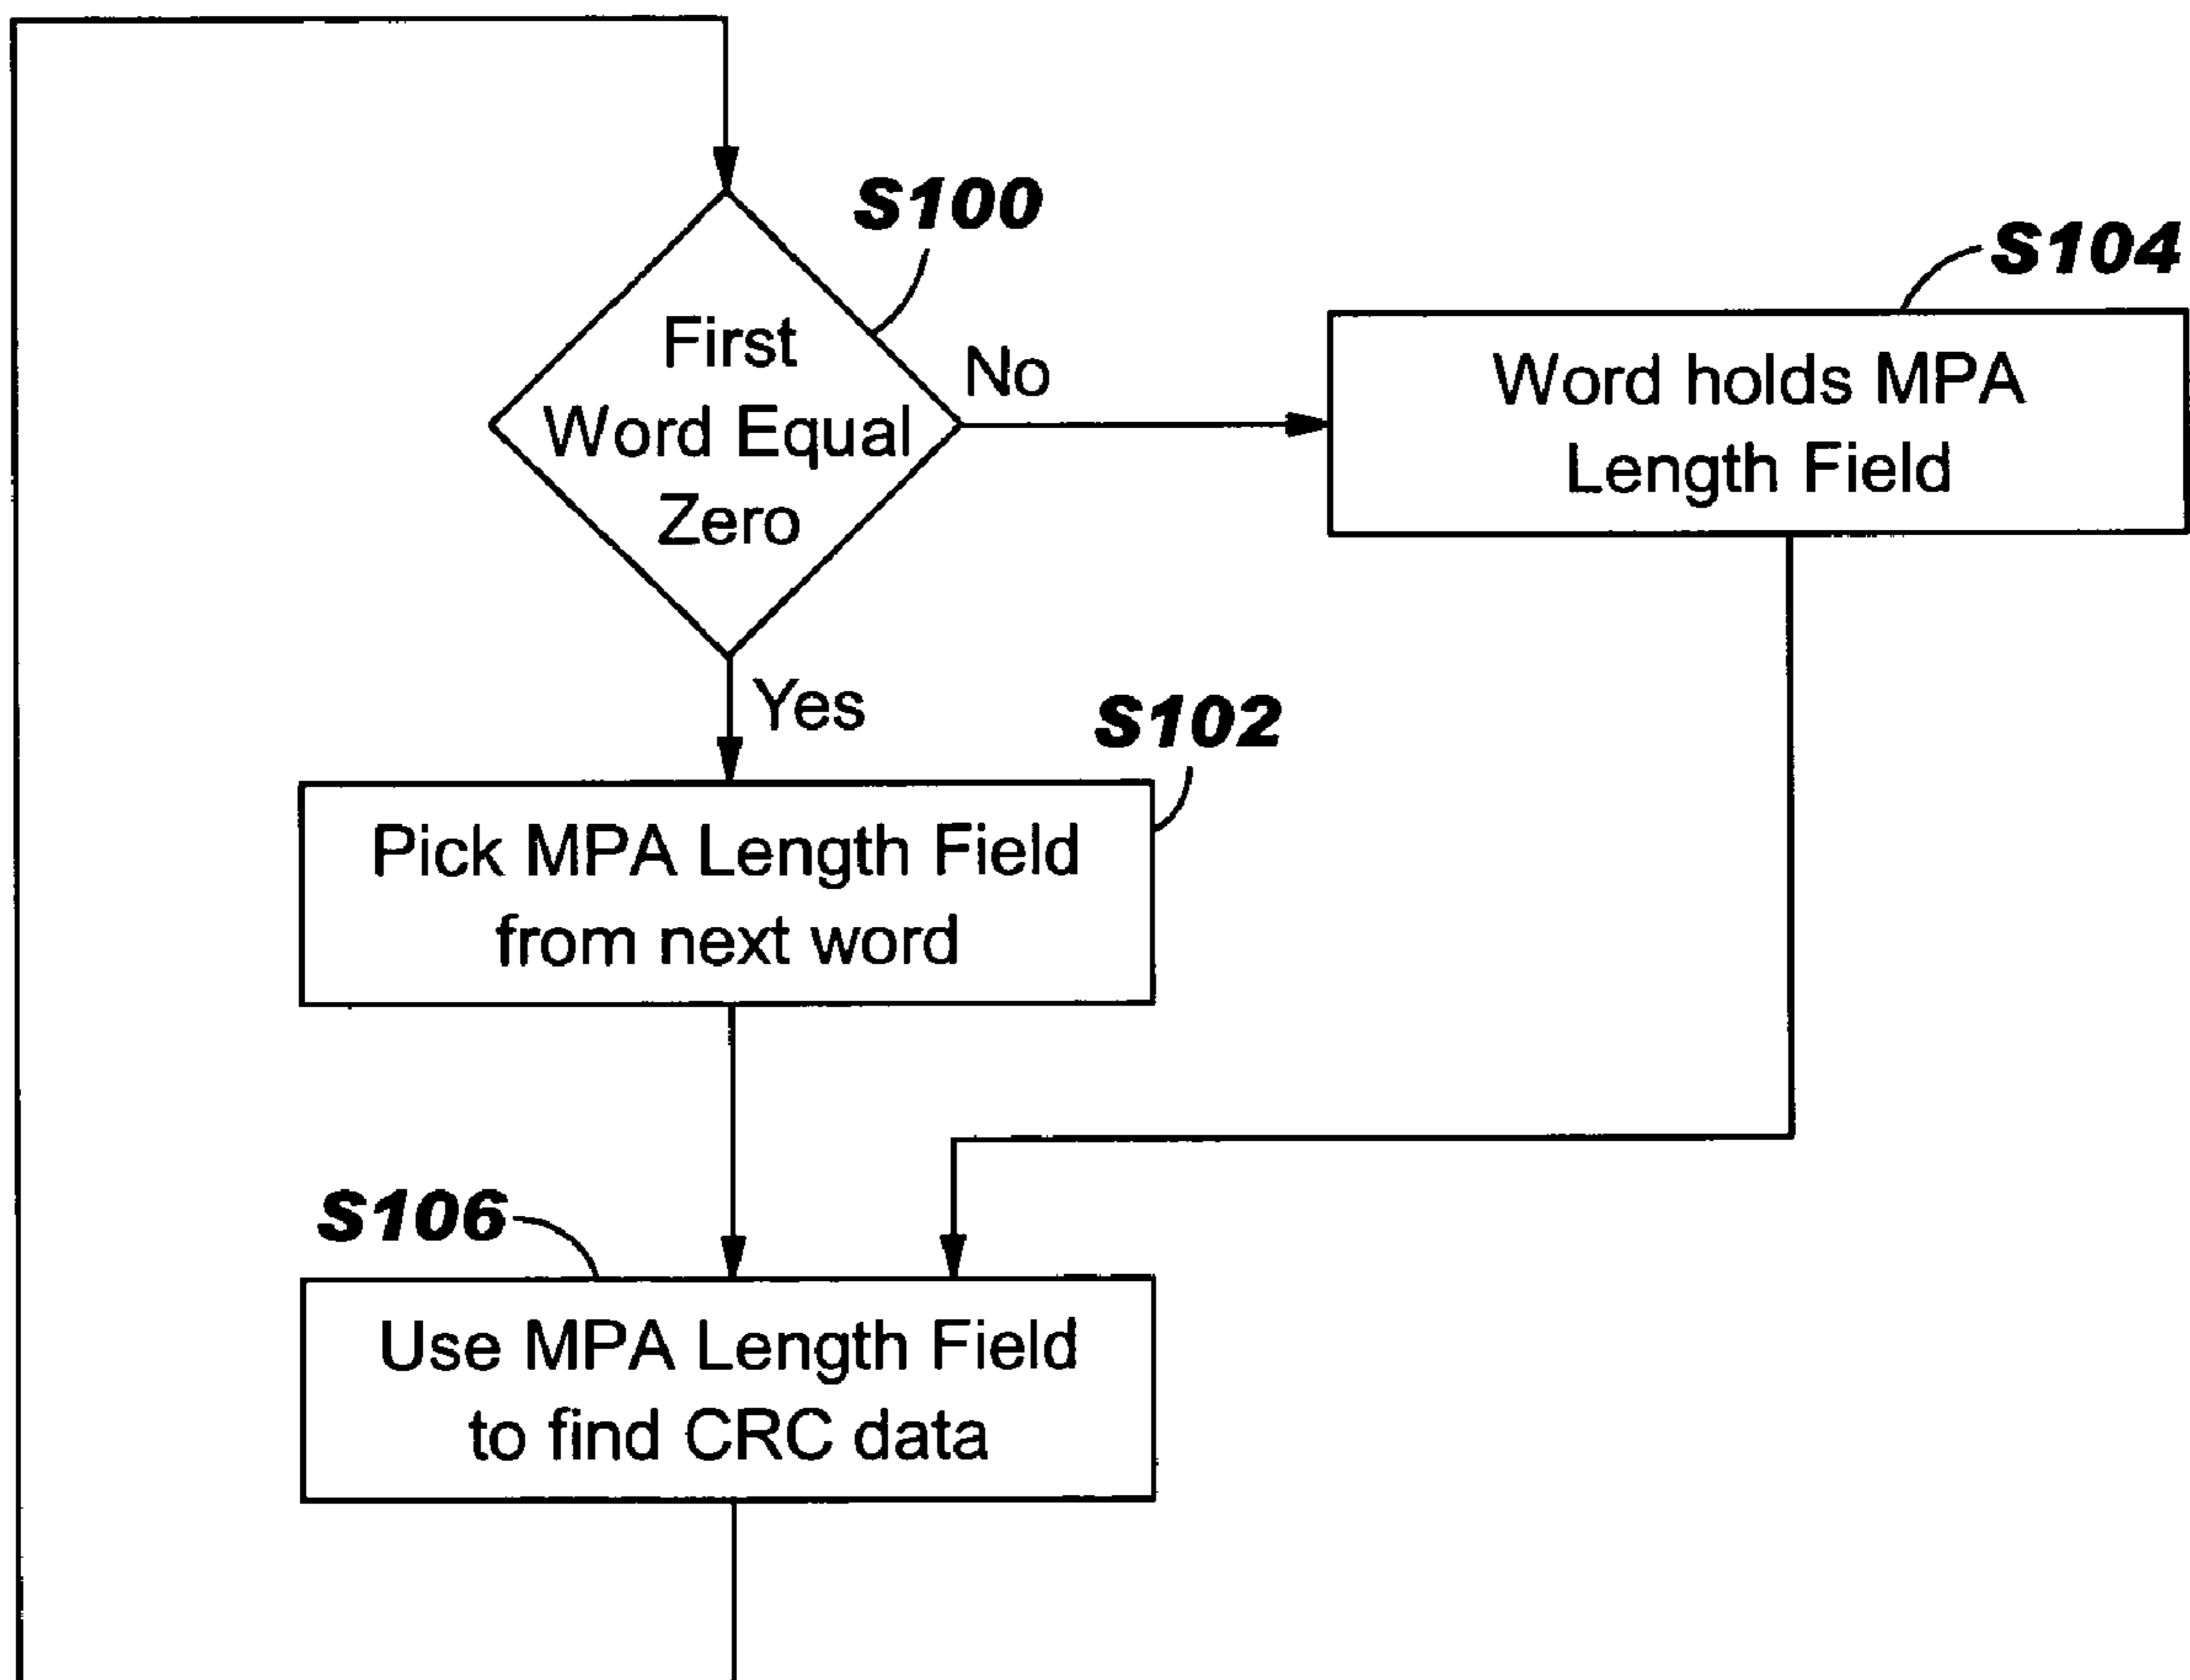 S100
First
Word Equal
Zero
No
S104
Word holds MPA
Length Field
Yes
S102
Pick MPA Length Field
from next word
S106
Use MPA Length Field
to find CRC data